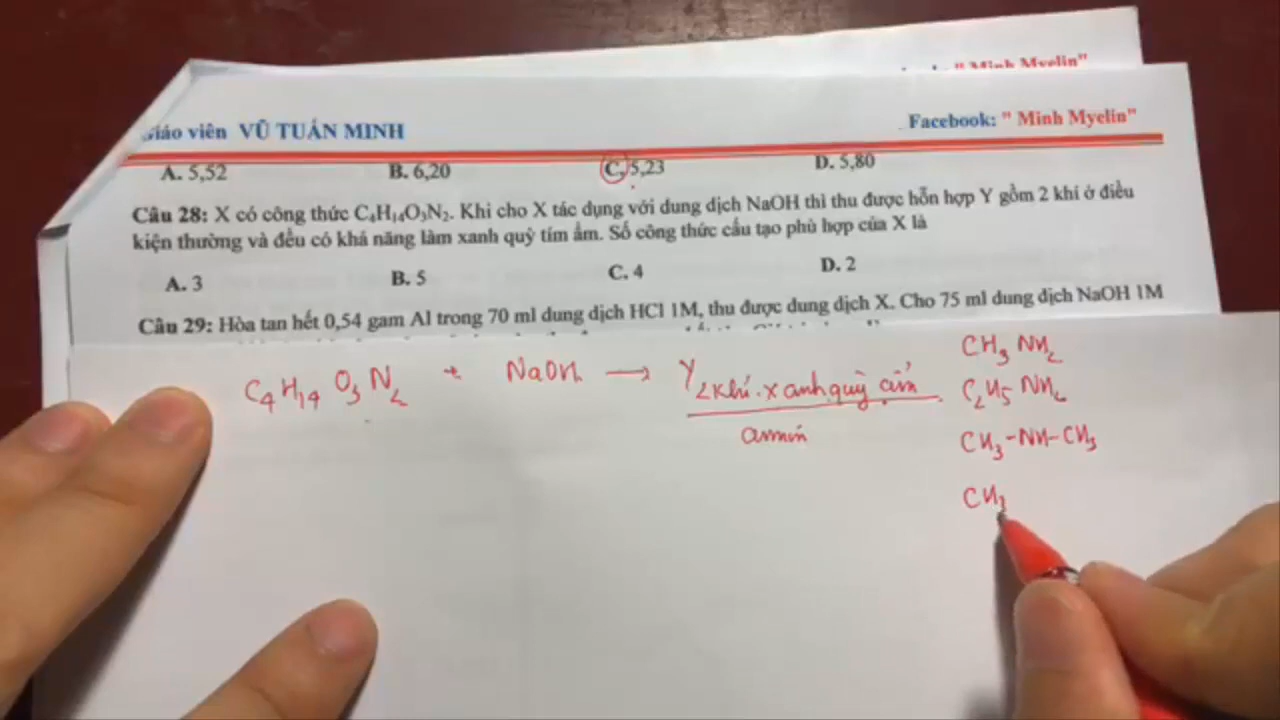 "Minh Myelin"
Giáo viên VŨ TUẤN MINH
Facebook: " Minh Myelin"
A. 5,52 B. 6,20 C. 5,23 D. 5,80
Câu 28: X có công thức C₄H₁₄O₃N₂. Khi cho X tác dụng với dung dịch NaOH thì thu được hỗn hợp Y gồm 2 khí ở điều
kiện thường và đều có khả năng làm xanh quỳ tím ẩm. Số công thức cấu tạo phù hợp của X là
A. 3 B. 5 C. 4 D. 2
Câu 29: Hòa tan hết 0,54 gam Al trong 70 ml dung dịch HCl 1M, thu được dung dịch X. Cho 75 ml dung dịch NaOH 1M
C₄H₁₄O₃N₂ + NaOH → Y 2 khí. xanh quỳ ẩm
amin
CH₃NH₂
C₂H₅NH₂
CH₃-NH-CH₃
CH₃